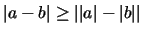 |a − b| ≥ ||a| − |b||